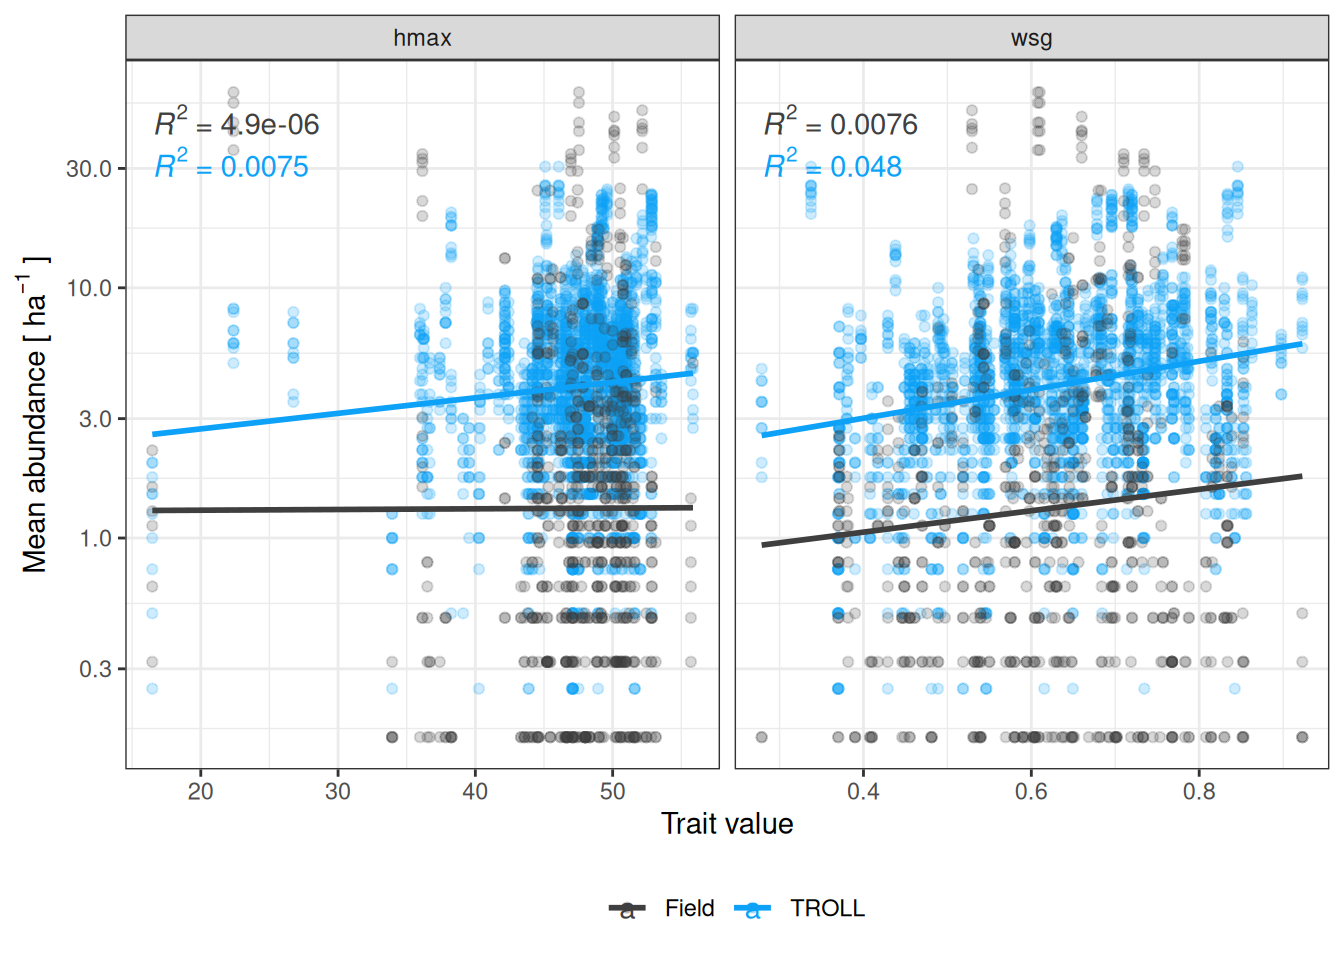 hmax wsg
R² = 4.9e-06 R² = 0.0076
R² = 0.0075 R² = 0.048
30.0
10.0
3.0
1.0
0.3
Mean abundance [ ha⁻¹ ]
20 30 40 50 0.4 0.6 0.8
Trait value
a Field a TROLL